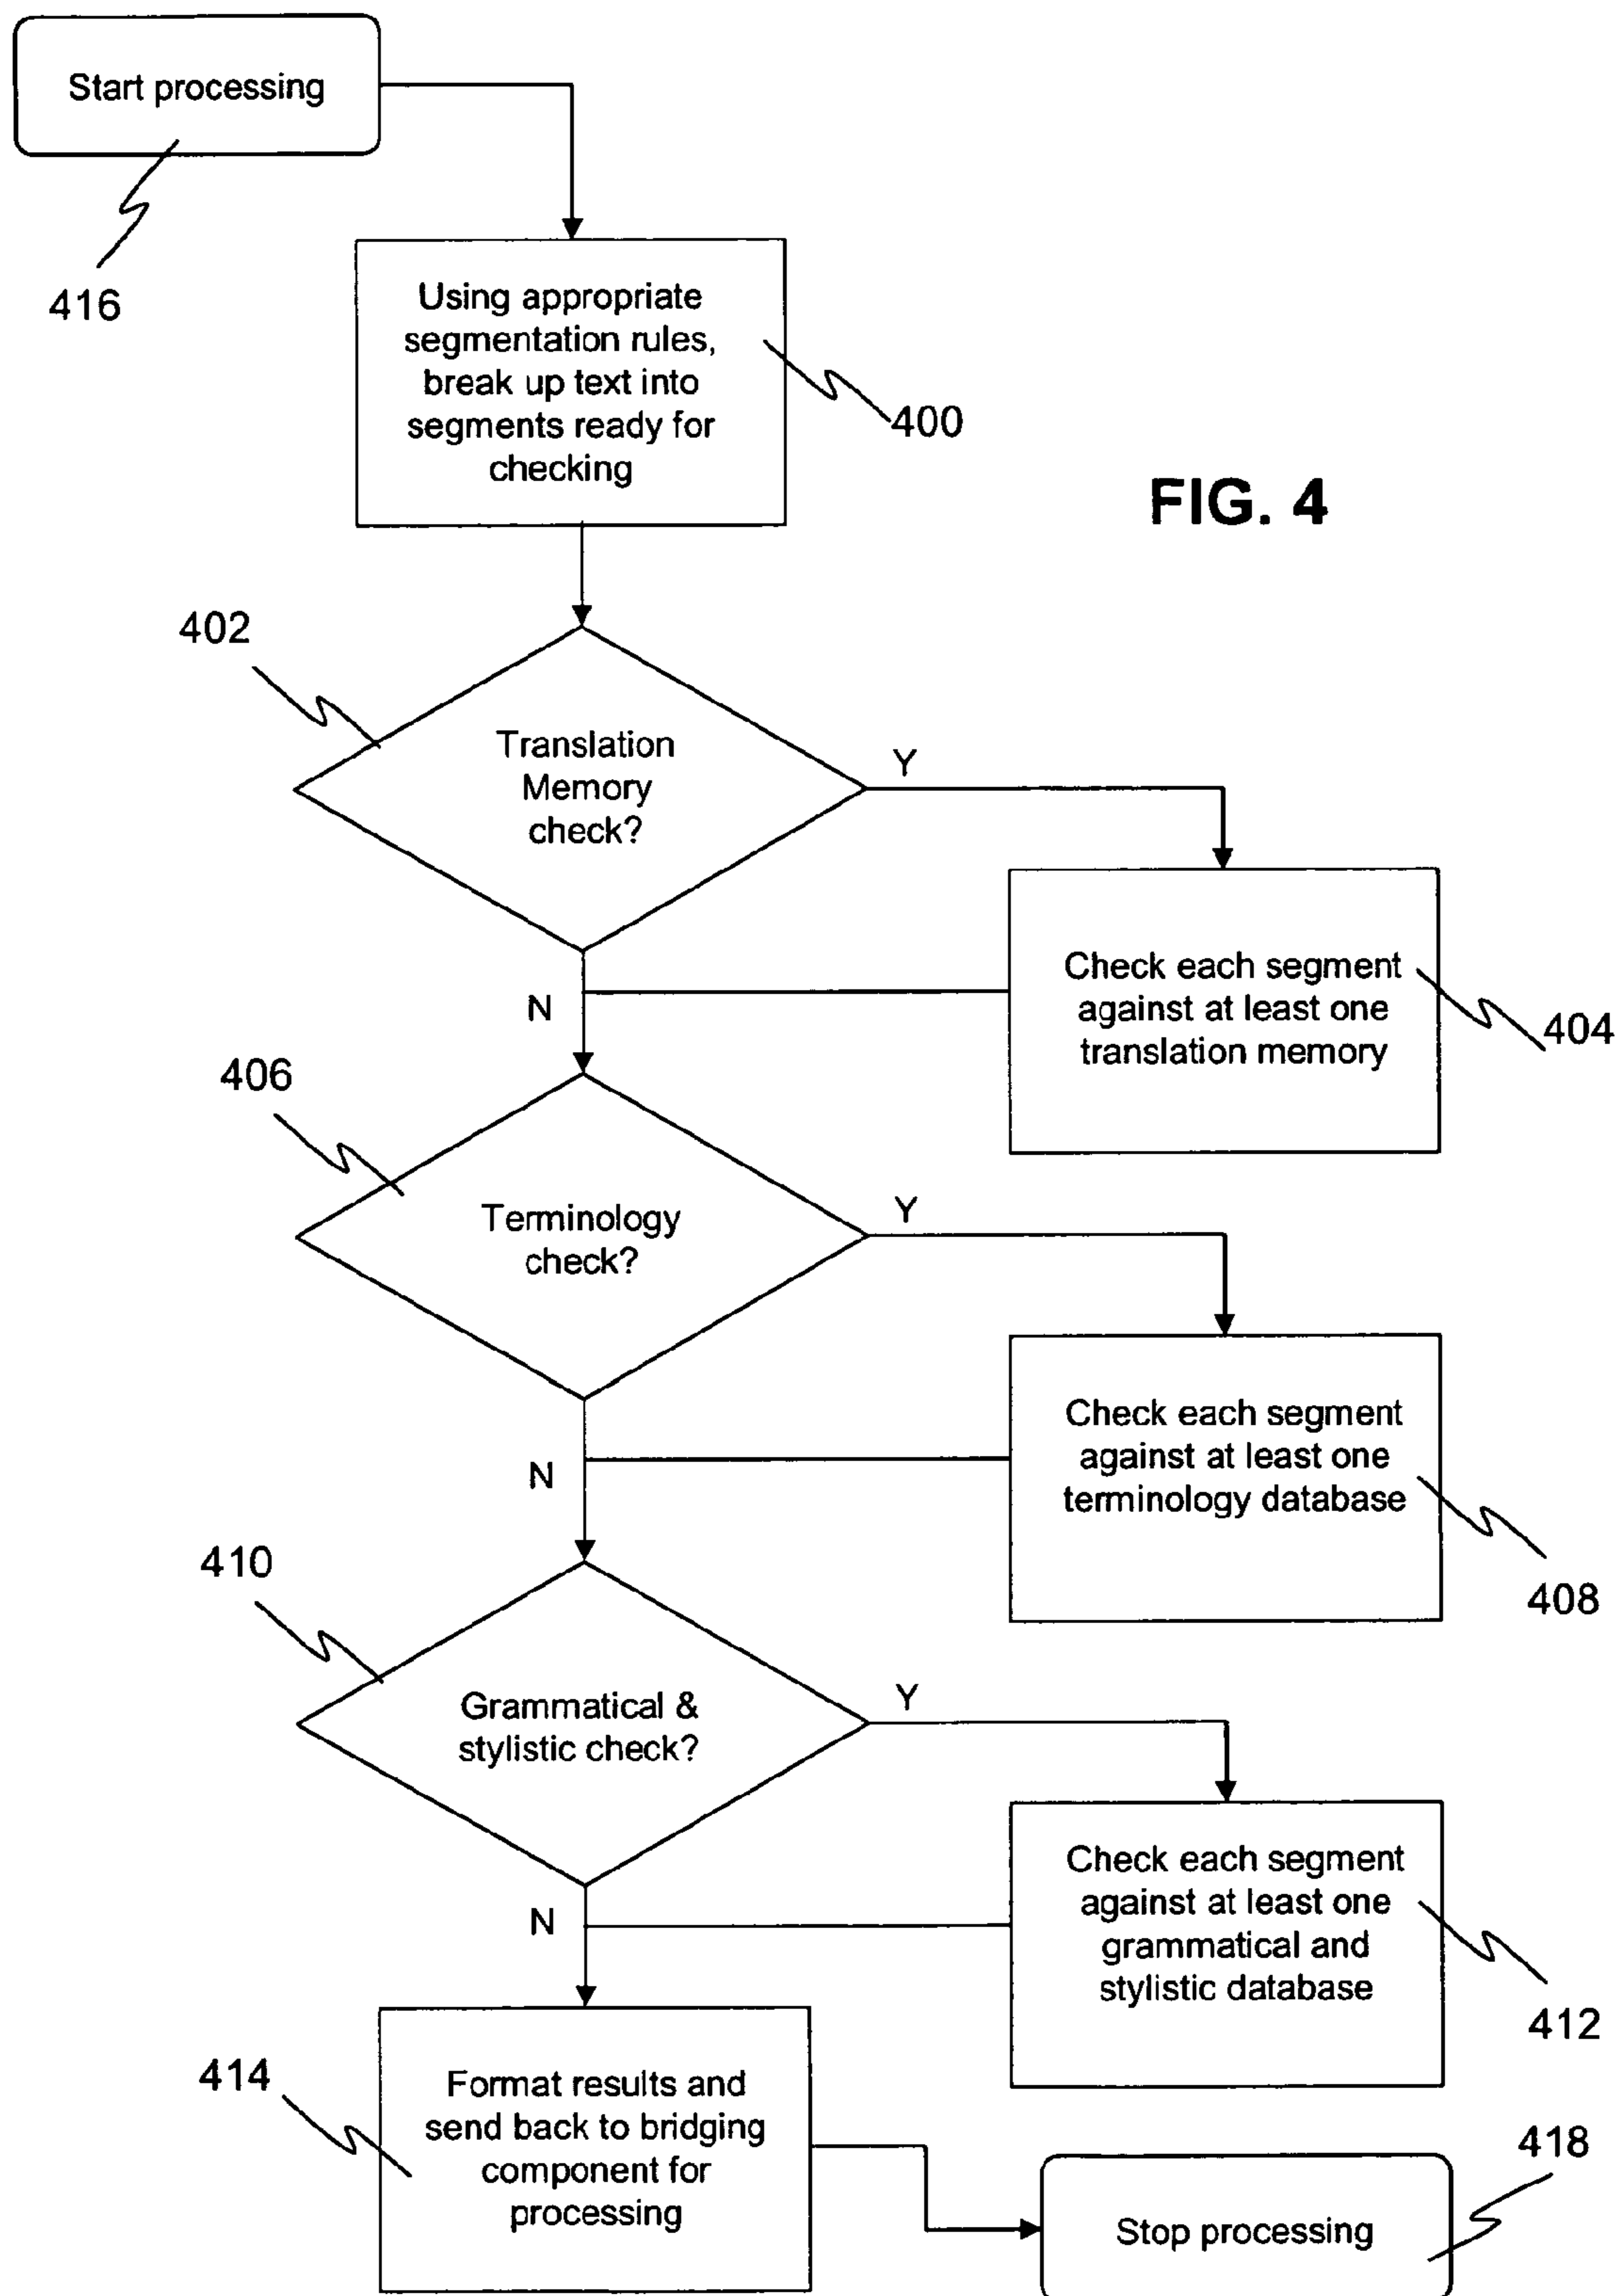 Start processing
416
Using appropriate
segmentation rules,
break up text into
segments ready for
checking
400
FIG. 4
402
Translation
Memory
check?
Y
Check each segment
against at least one
translation memory
404
N
406
Terminology
check?
Y
Check each segment
against at least one
terminology database
408
N
410
Grammatical &
stylistic check?
Y
Check each segment
against at least one
grammatical and
stylistic database
412
N
414
Format results and
send back to bridging
component for
processing
418
Stop processing